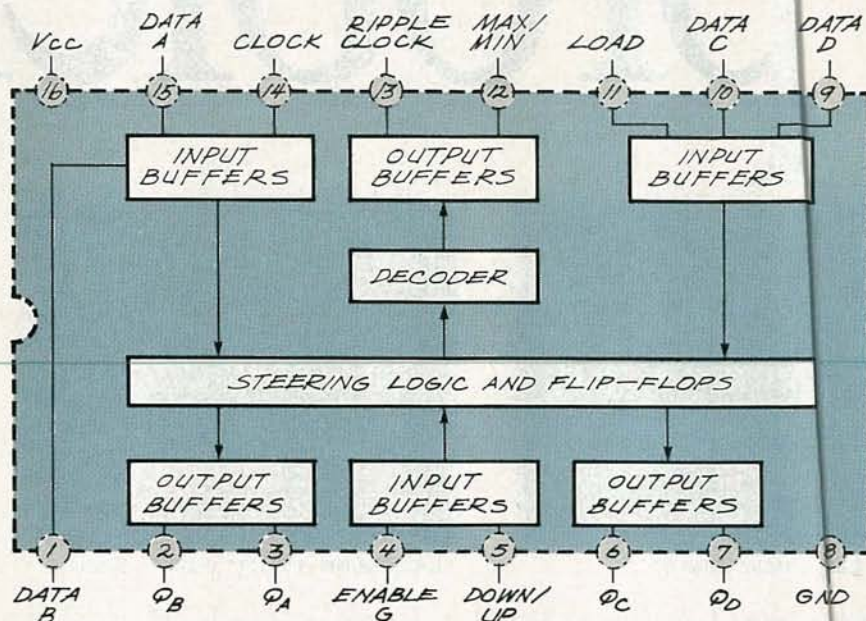 Vcc
DATA
A
CLOCK
RIPPLE
CLOCK
MAX/
MIN
LOAD
DATA
C
DATA
D
16 15 14 13 12 11 10 9
INPUT
BUFFERS
OUTPUT
BUFFERS
INPUT
BUFFERS
DECODER
STEERING LOGIC AND FLIP-FLOPS
OUTPUT
BUFFERS
INPUT
BUFFERS
OUTPUT
BUFFERS
1 2 3 4 5 6 7 8
DATA
B
QB
QA
ENABLE
G
DOWN/
UP
QC
QD
GND